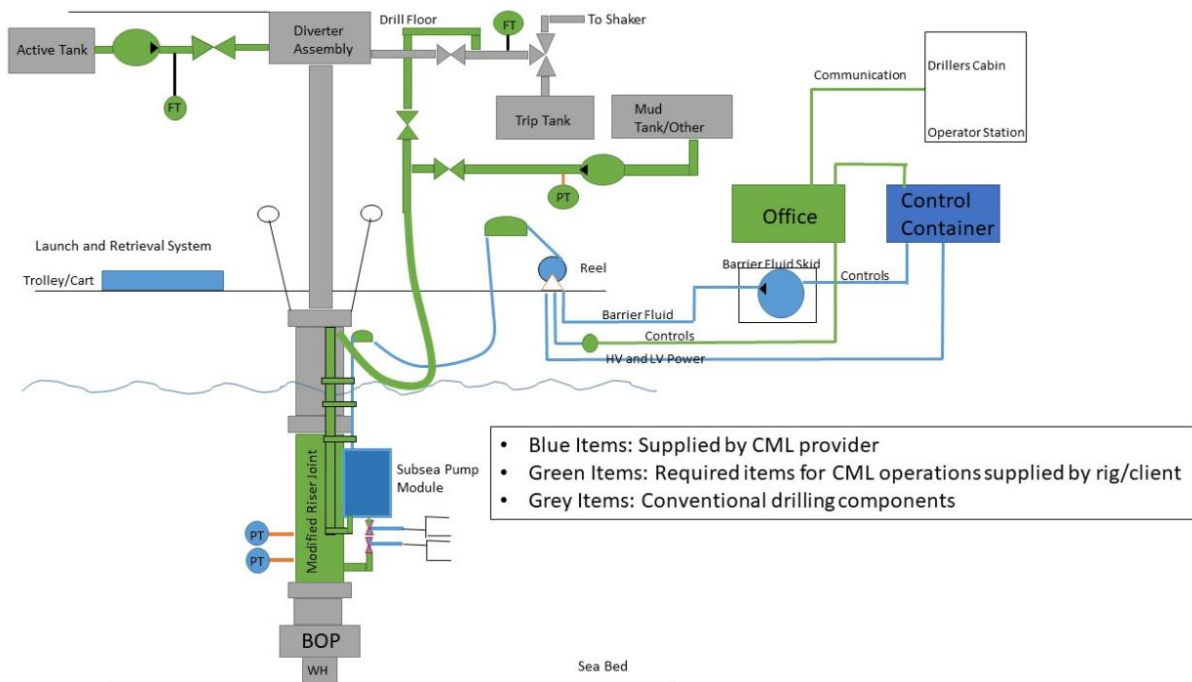 Active Tank
FT
Diverter
Assembly
Drill Floor
FT
To Shaker
Trip Tank
Mud
Tank/Other
PT
Communication
Drillers Cabin
Operator Station
Office
Control
Container
Launch and Retrieval System
Trolley/Cart
Reel
Barrier Fluid Skid
Controls
Barrier Fluid
Controls
HV and LV Power
Modified Riser Joint
Subsea Pump
Module
PT
PT
BOP
WH
Sea Bed
• Blue Items: Supplied by CML provider
• Green Items: Required items for CML operations supplied by rig/client
• Grey Items: Conventional drilling components